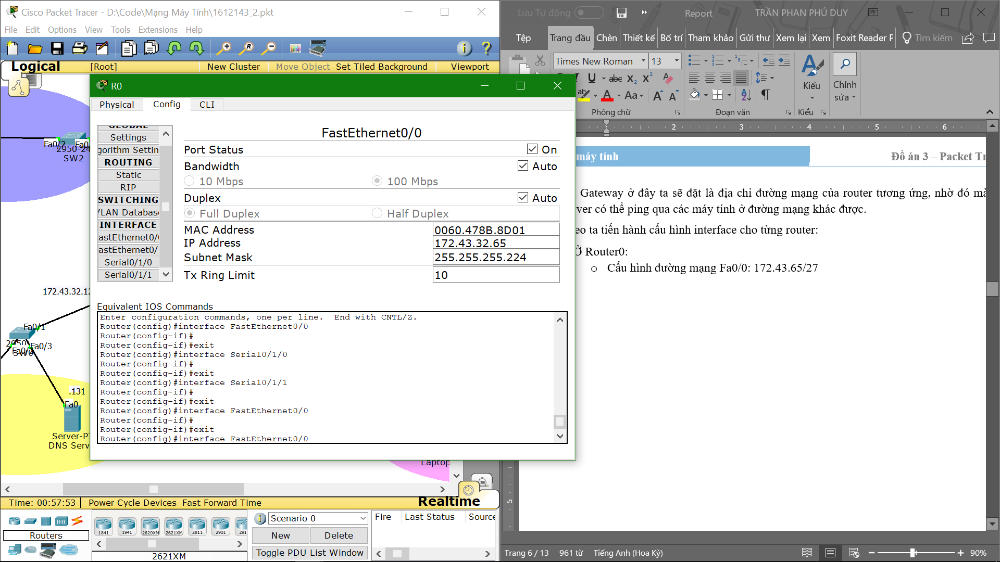 Cisco Packet Tracer - D:\Code\Mạng Máy Tính\1612143_2.pkt
File Edit Options View Tools Extensions Help
Logical [Root] New Cluster Move Object Set Tiled Background Viewport
Fa0/2 Fa0
SW2
172.43.32.12
Fa0/1
Fa0/3
SW0
.131
Fa0
Server-PT
DNS Serv
Laptop
R0
Physical Config CLI
GLOBAL
Settings
gorithm Settin
ROUTING
Static
RIP
SWITCHING
VLAN Databas
INTERFACE
astEthernet0/
astEthernet0/
Serial0/1/0
Serial0/1/1
FastEthernet0/0
Port Status On
Bandwidth Auto
10 Mbps 100 Mbps
Duplex Auto
Full Duplex Half Duplex
MAC Address 0060.478B.8D01
IP Address 172.43.32.65
Subnet Mask 255.255.255.224
Tx Ring Limit 10
Equivalent IOS Commands
Enter configuration commands, one per line. End with CNTL/Z.
Router(config)#interface FastEthernet0/0
Router(config-if)#
Router(config-if)#exit
Router(config)#interface Serial0/1/0
Router(config-if)#
Router(config-if)#exit
Router(config)#interface Serial0/1/1
Router(config-if)#
Router(config-if)#exit
Router(config)#interface FastEthernet0/0
Router(config-if)#
Router(config-if)#exit
Router(config)#interface FastEthernet0/0
Time: 00:57:53 Power Cycle Devices Fast Forward Time Realtime
Routers
1841 1941 2620XM 2621XM 2811 2901 291
2621XM
Scenario 0
New Delete
Toggle PDU List Window
Fire Last Status Source
Lưu Tự động Report TRẦN PHAN PHÚ DUY
Tệp Trang đầu Chèn Thiết kế Bố trí Tham khảo Gửi thư Xem lại Xem Foxit Reader P Tìm kiếm
Times New Roman 13
Kiểu
Chỉnh sửa
Phông chữ Đoạn văn Kiểu
2 3 4 5 6
máy tính Đồ án 3 – Packet Tr
Gateway ở đây ta sẽ đặt là địa chỉ đường mạng của router tương ứng, nhờ đó mà
ver có thể ping qua các máy tính ở đường mạng khác được.
eo ta tiến hành cấu hình interface cho từng router:
Ở Router0:
o Cấu hình đường mạng Fa0/0: 172.43.65/27
5
Trang 6 / 13 961 từ Tiếng Anh (Hoa Kỳ) 90%